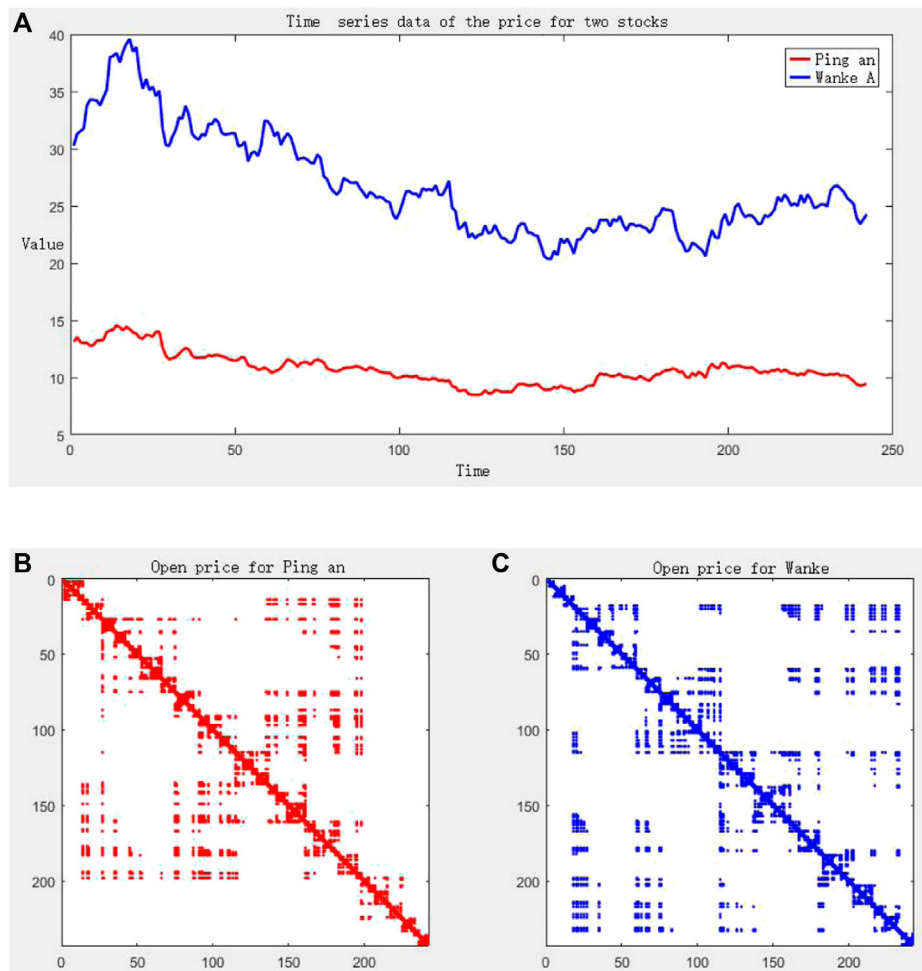 A
Time series data of the price for two stocks
40
35
30
25
Value
20
15
10
5
0 50 100 150 200 250
Time
Ping an
Wanke A
B
Open price for Ping an
0
50
100
150
200
0 50 100 150 200
C
Open price for Wanke
0
50
100
150
200
0 50 100 150 200